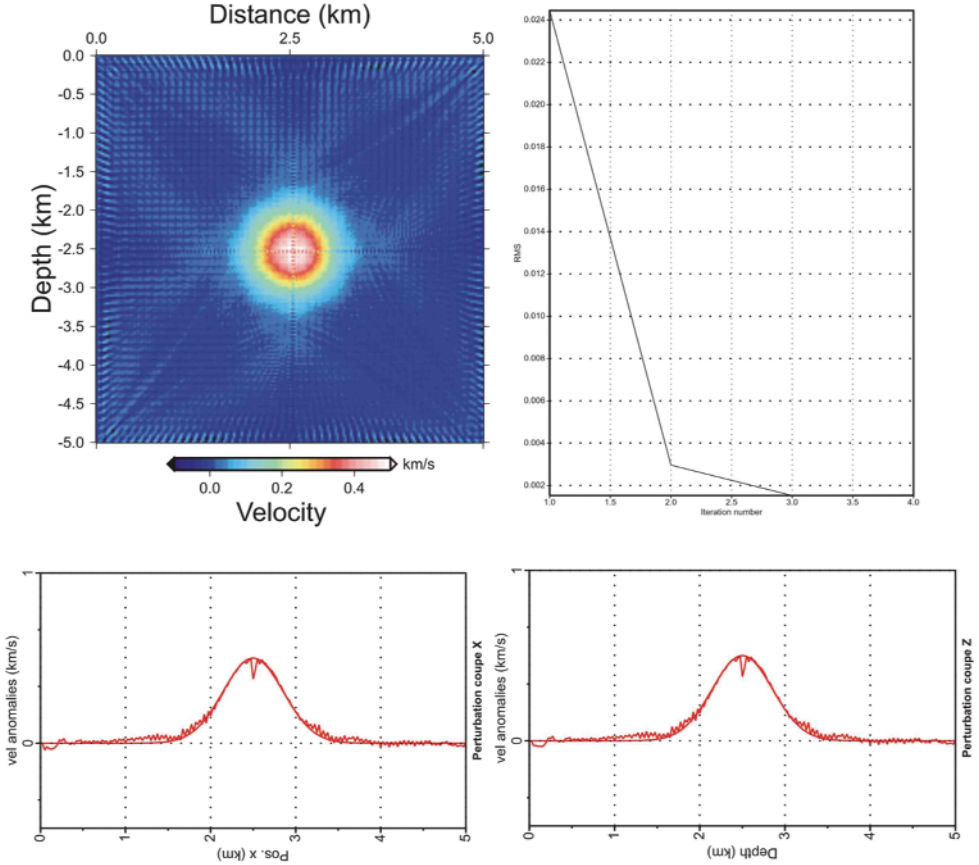 Distance (km)
0.0 2.5 5.0
0.0
-0.5
-1.0
-1.5
-2.0
-2.5
-3.0
-3.5
-4.0
-4.5
-5.0
Depth (km)
0.0 0.2 0.4 km/s
Velocity
0.024
0.022
0.020
0.018
0.016
0.014
0.012
0.010
0.008
0.006
0.004
0.002
RMS
1.0 1.5 2.0 2.5 3.0 3.5 4.0
Iteration number
1
0
vel anomalies (km/s)
0 1 2 3 4 5
Pos. x (km)
Perturbation coupe X
1
0
vel anomalies (km/s)
0 1 2 3 4 5
Depth (km)
Perturbation coupe Z